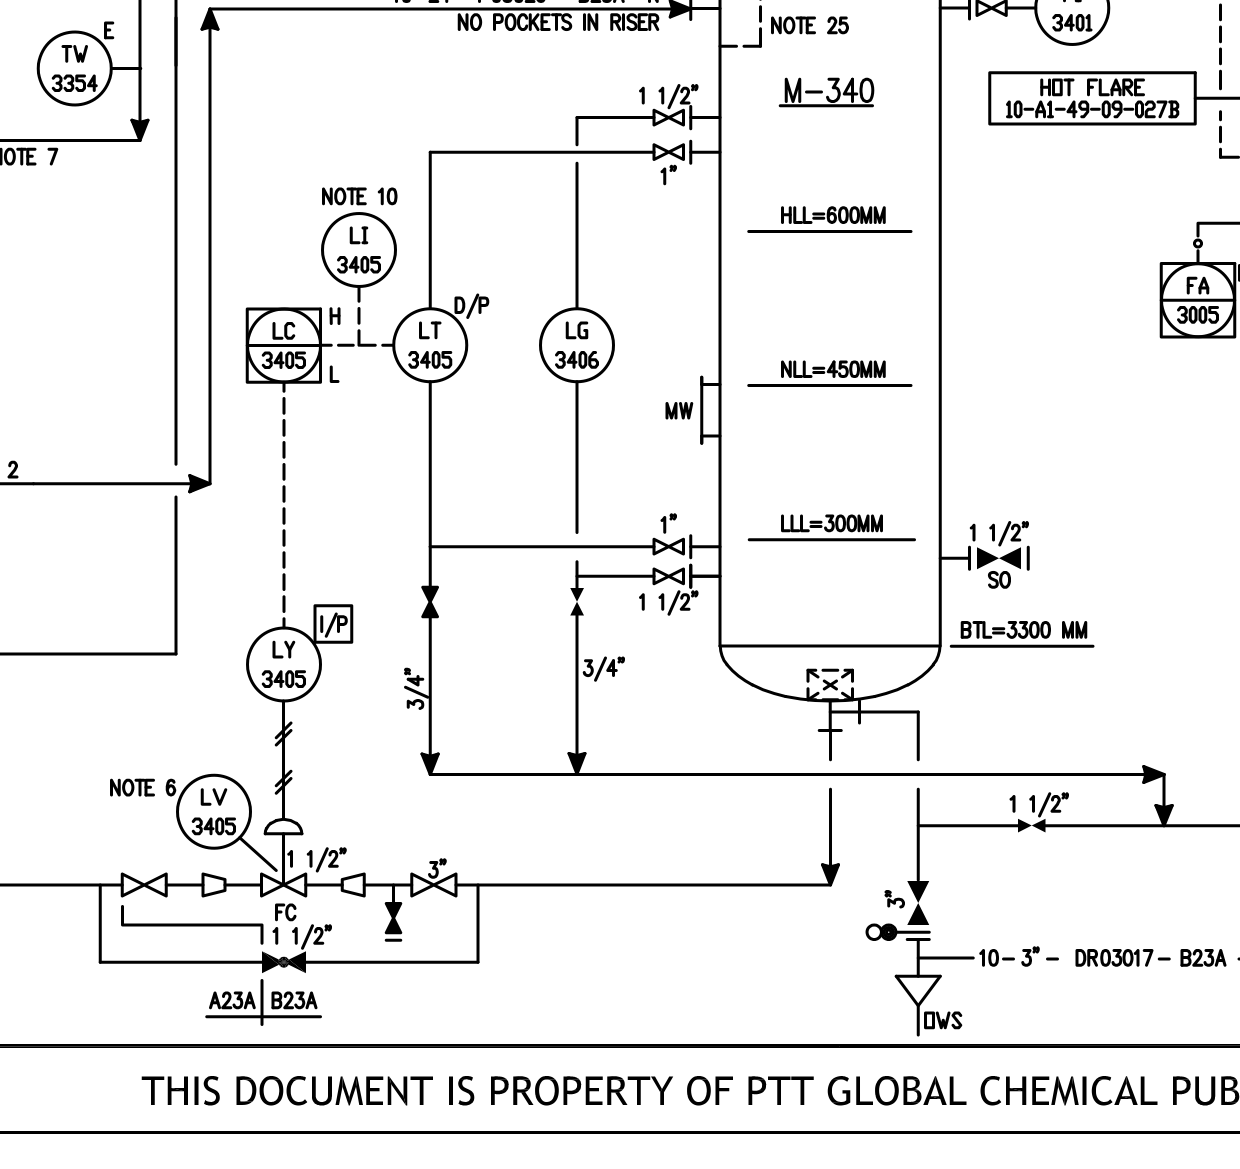 NO POCKETS IN RISER
NOTE 25
3401
E
TW
3354
M-340
HOT FLARE
10-A1-49-09-027B
1 1/2"
NOTE 7
1"
NOTE 10
LI
3405
HLL=600MM
FA
3005
D/P
H
LC
3405
L
LT
3405
LG
3406
NLL=450MM
MW
2
1"
LLL=300MM
1 1/2"
SO
1 1/2"
I/P
LY
3405
BTL=3300 MM
3/4"
3/4"
NOTE 6
LV
3405
1 1/2"
1 1/2"
3"
FC
1 1/2"
3"
10-3"- DR03017- B23A -
A23A B23A
OWS
THIS DOCUMENT IS PROPERTY OF PTT GLOBAL CHEMICAL PUB